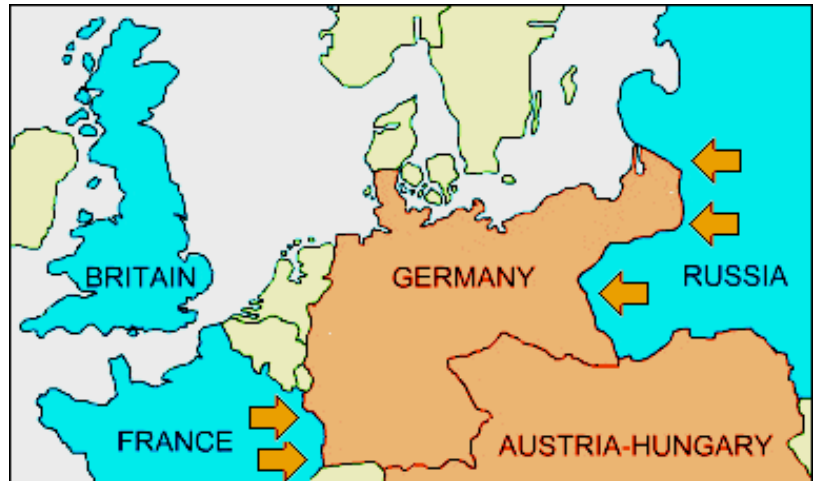 BRITAIN
GERMANY
RUSSIA
FRANCE
AUSTRIA-HUNGARY